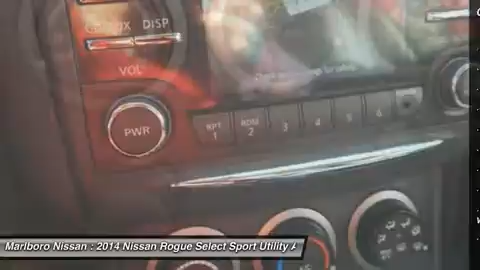 CD·AUX DISP
VOL
PWR
RPT 1 RDM 2 3 4 5 6
A/C
Marlboro Nissan : 2014 Nissan Rogue Select Sport Utility